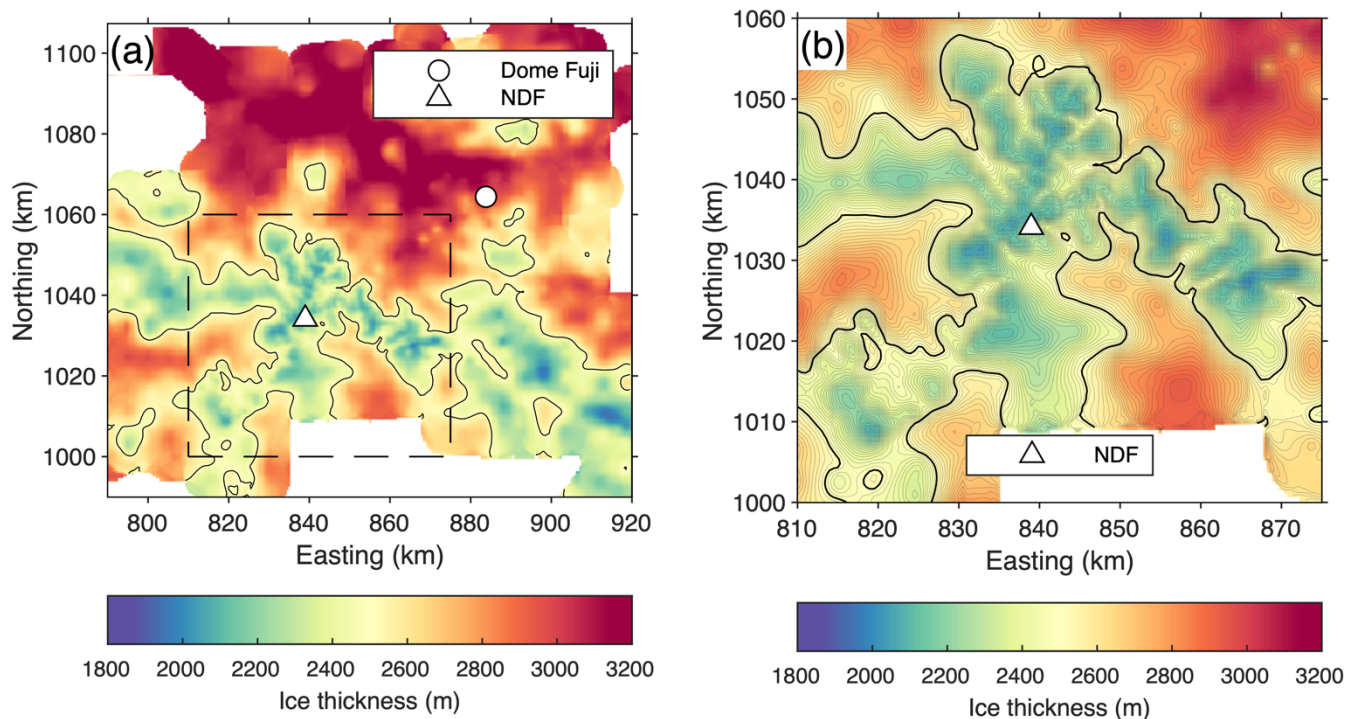 (a)
Dome Fuji
NDF
1100
1080
1060
1040
1020
1000
Northing (km)
800 820 840 860 880 900 920
Easting (km)
1800 2000 2200 2400 2600 2800 3000 3200
Ice thickness (m)
(b)
1060
1050
1040
1030
1020
1010
1000
Northing (km)
NDF
810 820 830 840 850 860 870
Easting (km)
1800 2000 2200 2400 2600 2800 3000 3200
Ice thickness (m)